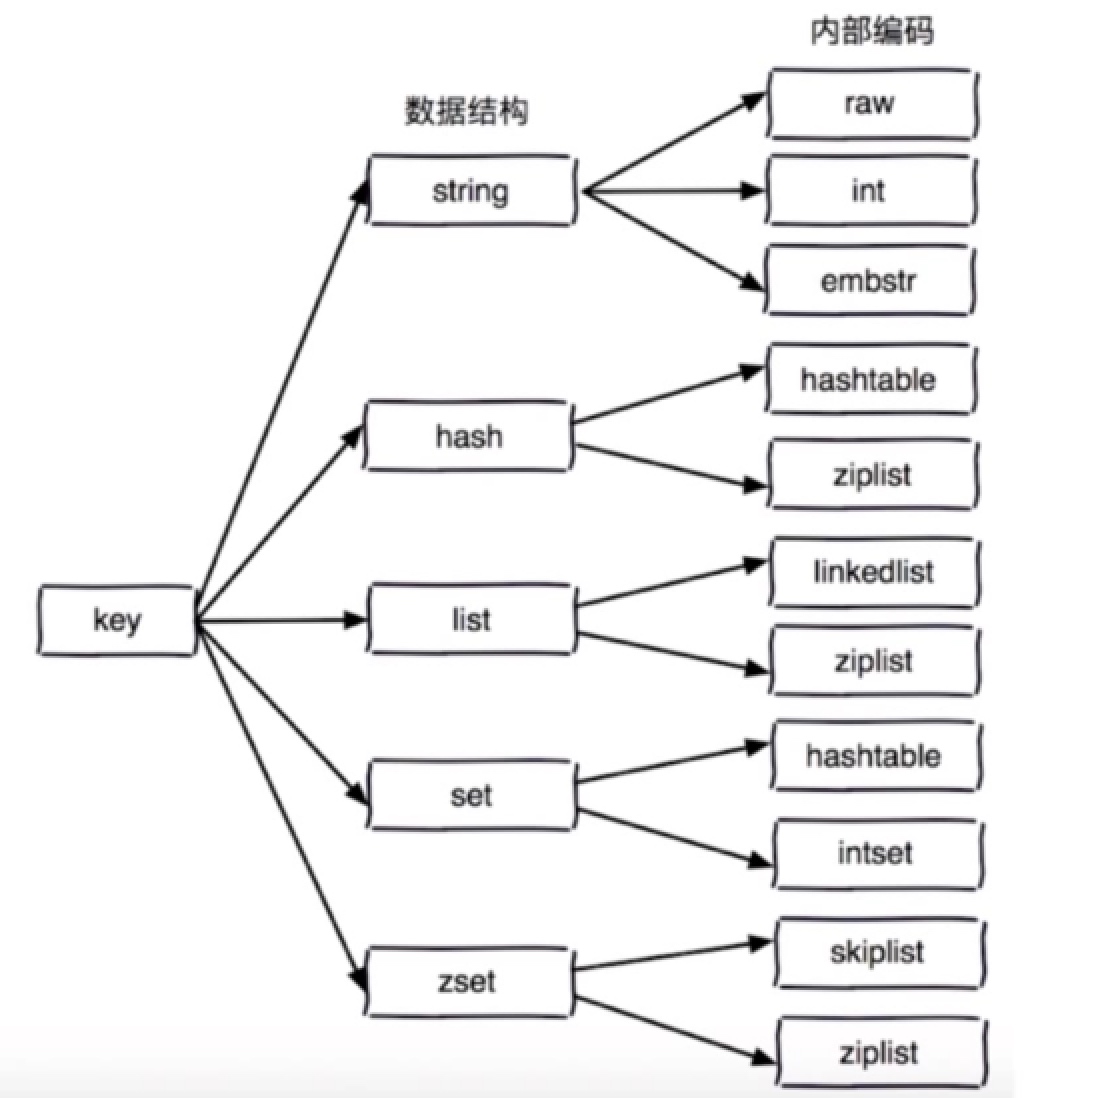 内部编码
数据结构
raw
string
int
embstr
hashtable
hash
ziplist
linkedlist
key
list
ziplist
hashtable
set
intset
skiplist
zset
ziplist